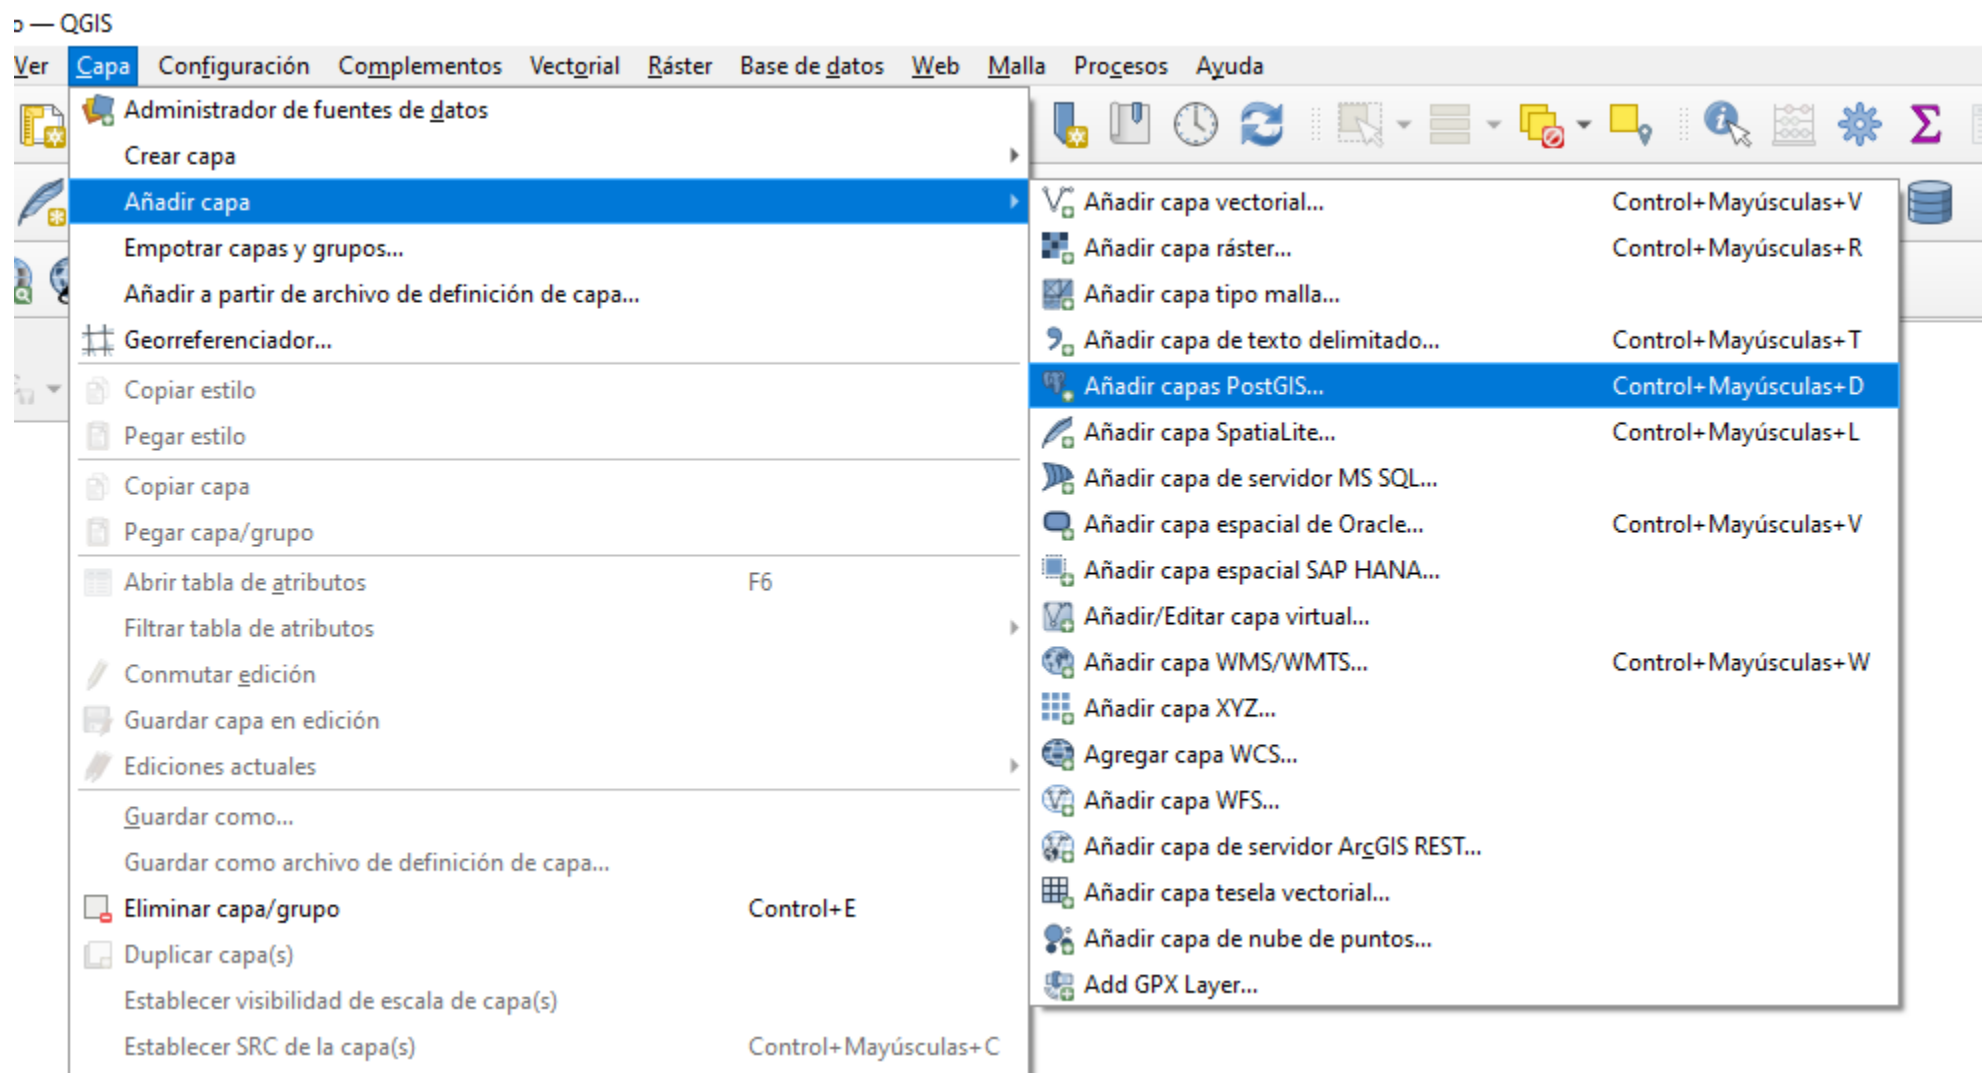 o — QGIS
Ver Capa Configuración Complementos Vectorial Ráster Base de datos Web Malla Procesos Ayuda
Administrador de fuentes de datos
Crear capa
Añadir capa
Empotrar capas y grupos...
Añadir a partir de archivo de definición de capa...
Georreferenciador...
Copiar estilo
Pegar estilo
Copiar capa
Pegar capa/grupo
Abrir tabla de atributos F6
Filtrar tabla de atributos
Conmutar edición
Guardar capa en edición
Ediciones actuales
Guardar como...
Guardar como archivo de definición de capa...
Eliminar capa/grupo Control+E
Duplicar capa(s)
Establecer visibilidad de escala de capa(s)
Establecer SRC de la capa(s) Control+Mayúsculas+C
Añadir capa vectorial... Control+Mayúsculas+V
Añadir capa ráster... Control+Mayúsculas+R
Añadir capa tipo malla...
Añadir capa de texto delimitado... Control+Mayúsculas+T
Añadir capas PostGIS... Control+Mayúsculas+D
Añadir capa SpatiaLite... Control+Mayúsculas+L
Añadir capa de servidor MS SQL...
Añadir capa espacial de Oracle... Control+Mayúsculas+V
Añadir capa espacial SAP HANA...
Añadir/Editar capa virtual...
Añadir capa WMS/WMTS... Control+Mayúsculas+W
Añadir capa XYZ...
Agregar capa WCS...
Añadir capa WFS...
Añadir capa de servidor ArcGIS REST...
Añadir capa tesela vectorial...
Añadir capa de nube de puntos...
Add GPX Layer...